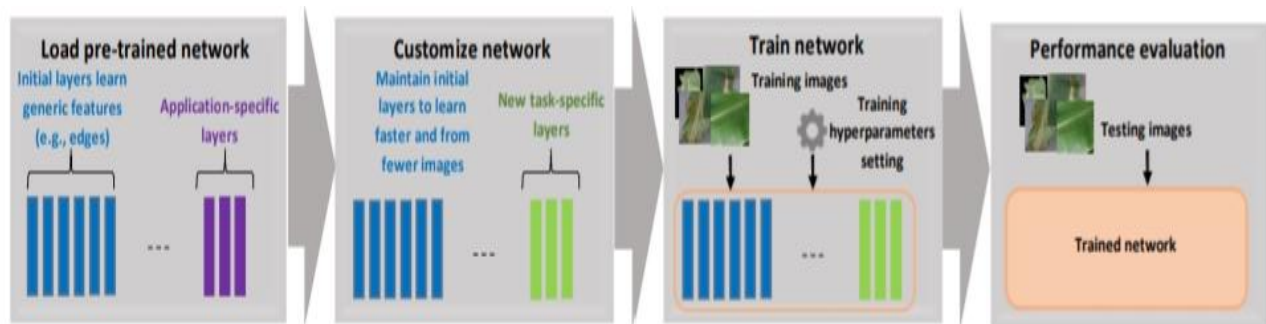 Load pre-trained network
Initial layers learn
generic features
(e.g., edges)
Application-specific
layers
Customize network
Maintain initial
layers to learn
faster and from
fewer images
New task-specific
layers
Train network
Training images
Training
hyperparameters
setting
Performance evaluation
Testing images
Trained network